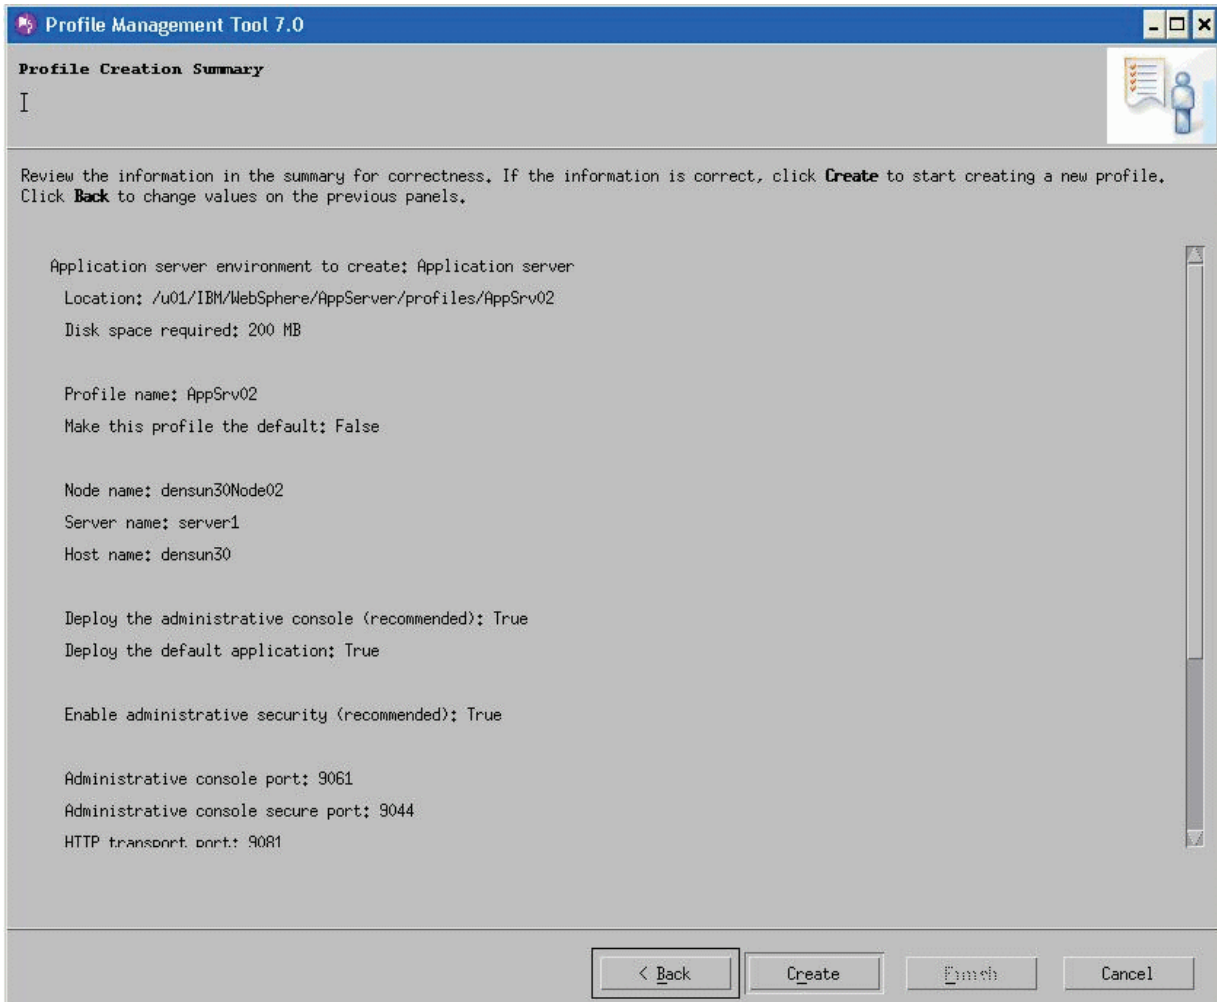 Profile Management Tool 7.0
Profile Creation Summary
Review the information in the summary for correctness. If the information is correct, click Create to start creating a new profile.
Click Back to change values on the previous panels.
Application server environment to create: Application server
Location: /u01/IBM/WebSphere/AppServer/profiles/AppSrv02
Disk space required: 200 MB
Profile name: AppSrv02
Make this profile the default: False
Node name: densun30Node02
Server name: server1
Host name: densun30
Deploy the administrative console (recommended): True
Deploy the default application: True
Enable administrative security (recommended): True
Administrative console port: 9061
Administrative console secure port: 9044
HTTP transport port: 9081
< Back Create Finish Cancel